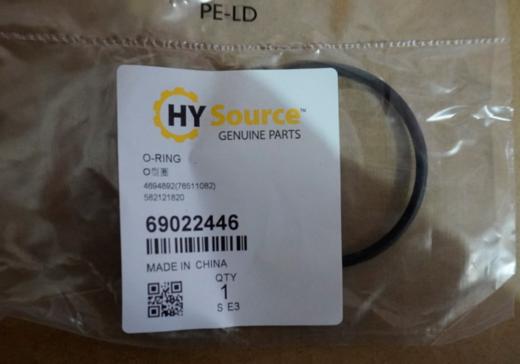 PE-LD
HY Source™
GENUINE PARTS
O-RING
O型圈
4694892(76511082)
582121820
69022446
MADE IN CHINA
QTY
1
S E3